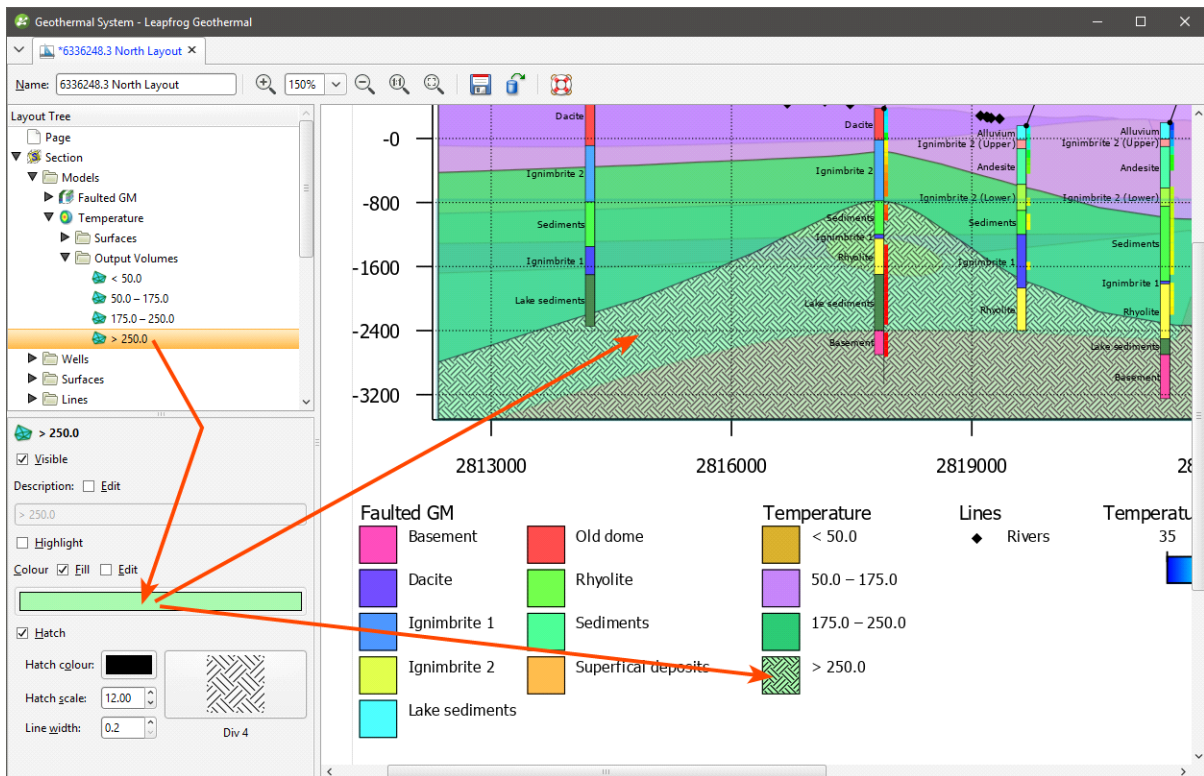 Geothermal System - Leapfrog Geothermal
*6336248.3 North Layout
Name: 6336248.3 North Layout 150% 1:1
Layout Tree
Page
Section
Models
Faulted GM
Temperature
Surfaces
Output Volumes
< 50.0
50.0 – 175.0
175.0 – 250.0
> 250.0
Wells
Surfaces
Lines
> 250.0
Visible
Description: Edit
> 250.0
Highlight
Colour Fill Edit
Hatch
Hatch colour:
Hatch scale: 12.00
Line width: 0.2
Div 4
-0
-800
-1600
-2400
-3200
Dacite
Ignimbrite 2
Sediments
Ignimbrite 1
Lake sediments
Dacite
Ignimbrite 2
Sediments
Ignimbrite 1
Rhyolite
Lake sediments
Basement
Alluvium
Ignimbrite 2 (Upper)
Andesite
Ignimbrite 2 (Lower)
Sediments
Ignimbrite 1
Rhyolite
Alluvium
Ignimbrite 2 (Upper)
Andesite
Ignimbrite 2 (Lower)
Sediments
Ignimbrite 1
Rhyolite
Lake sediments
Basement
2813000 2816000 2819000 28
Faulted GM
Basement
Dacite
Ignimbrite 1
Ignimbrite 2
Lake sediments
Old dome
Rhyolite
Sediments
Superfical deposits
Temperature
< 50.0
50.0 – 175.0
175.0 – 250.0
> 250.0
Lines
Rivers
Temperatu
35